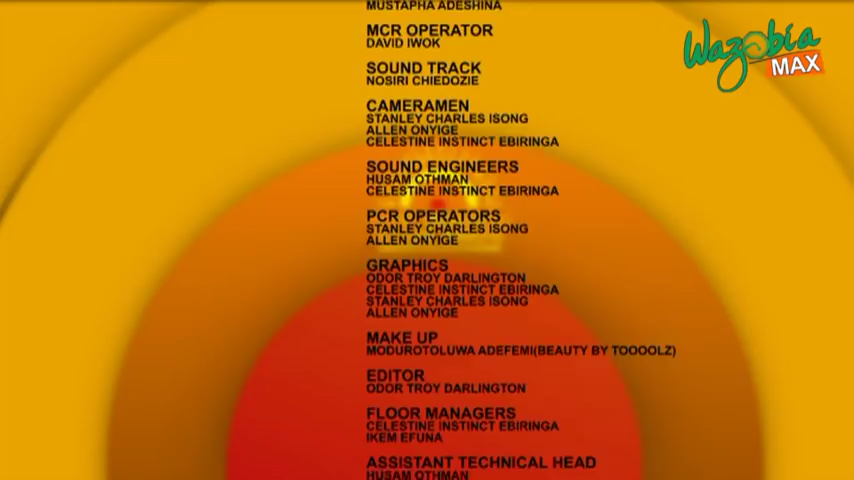 MUSTAPHA ADESHINA
MCR OPERATOR
DAVID IWOK
SOUND TRACK
NOSIRI CHIEDOZIE
CAMERAMEN
STANLEY CHARLES ISONG
ALLEN ONYIGE
CELESTINE INSTINCT EBIRINGA
SOUND ENGINEERS
HUSAM OTHMAN
CELESTINE INSTINCT EBIRINGA
PCR OPERATORS
STANLEY CHARLES ISONG
ALLEN ONYIGE
GRAPHICS
ODOR TROY DARLINGTON
CELESTINE INSTINCT EBIRINGA
STANLEY CHARLES ISONG
ALLEN ONYIGE
MAKE UP
MODUROTOLUWA ADEFEMI(BEAUTY BY TOOOOLZ)
EDITOR
ODOR TROY DARLINGTON
FLOOR MANAGERS
CELESTINE INSTINCT EBIRINGA
IKEM EFUNA
ASSISTANT TECHNICAL HEAD
HUSAM OTHMAN
Wazobia
MAX